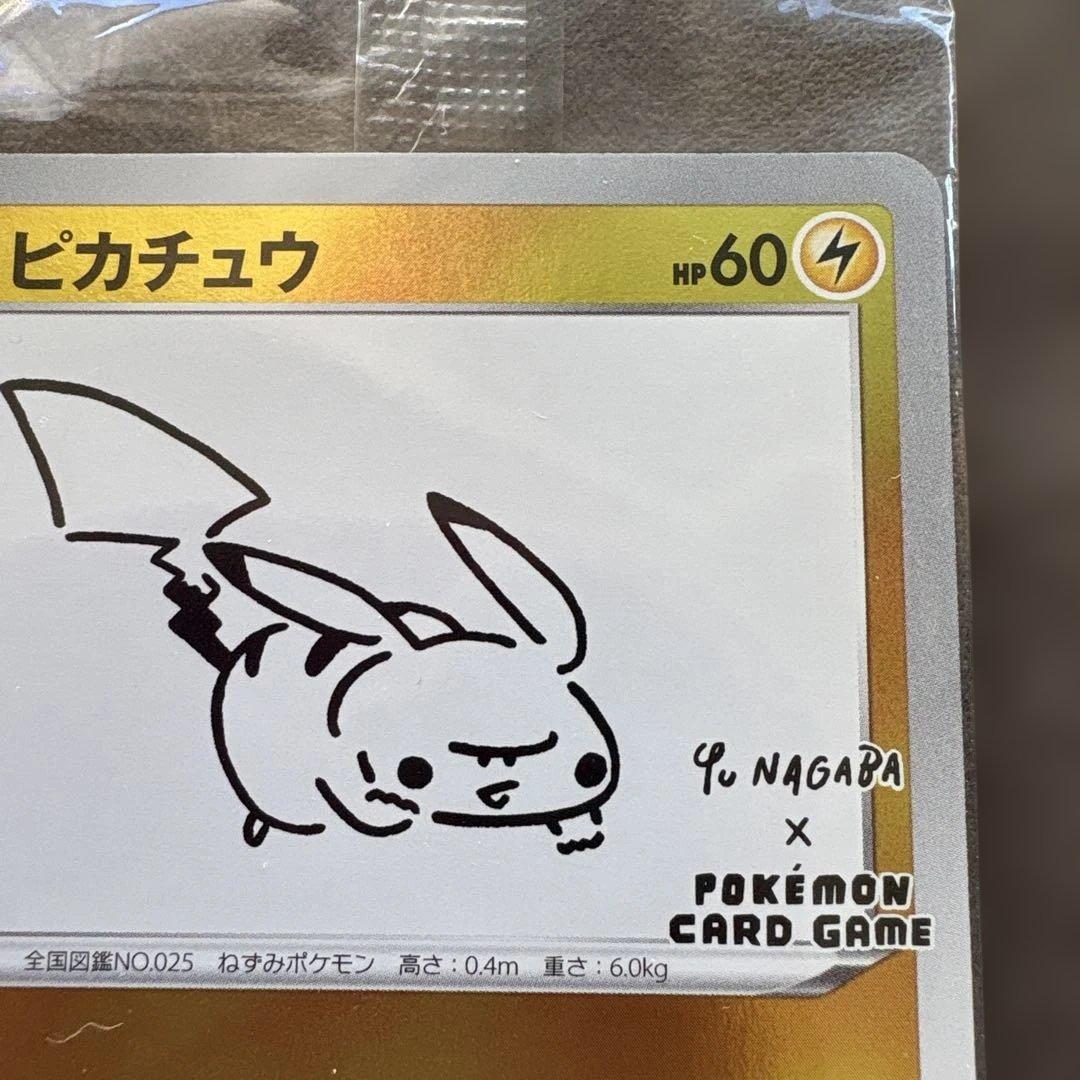 ピカチュウ HP60
Yu NAGABA
×
POKÉMON
CARD GAME
全国図鑑NO.025 ねずみポケモン 高さ:0.4m 重さ:6.0kg